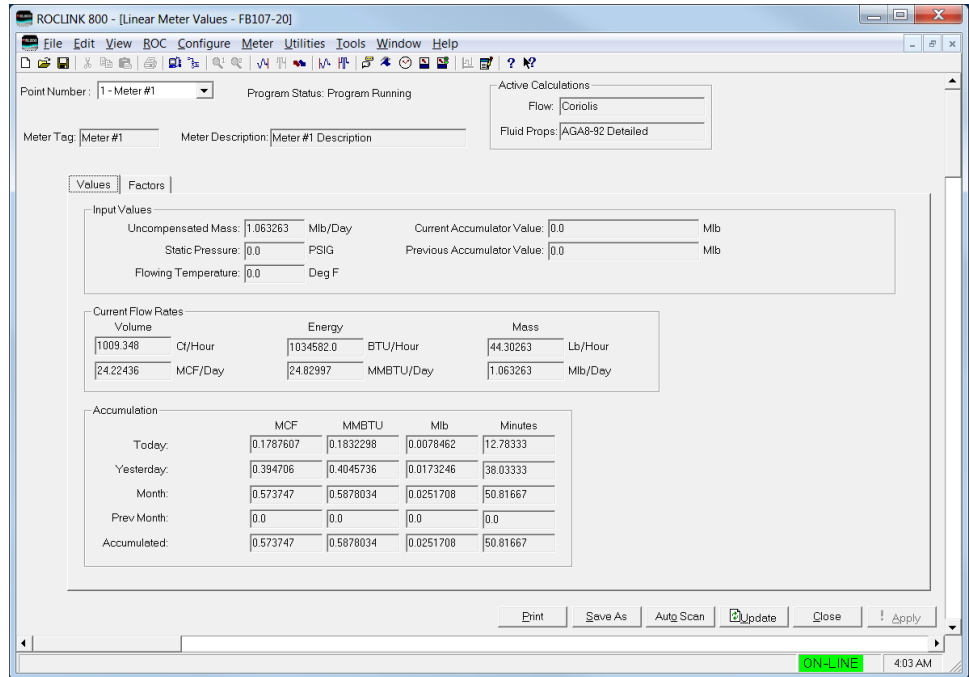 ROCLINK 800 - [Linear Meter Values - FB107-20]
File Edit View ROC Configure Meter Utilities Tools Window Help
Point Number: 1 - Meter #1 Program Status: Program Running
Active Calculations
Flow: Coriolis
Fluid Props: AGA8-92 Detailed
Meter Tag: Meter #1 Meter Description: Meter #1 Description
Values Factors
Input Values
Uncompensated Mass: 1.063263 Mlb/Day Current Accumulator Value: 0.0 Mlb
Static Pressure: 0.0 PSIG Previous Accumulator Value: 0.0 Mlb
Flowing Temperature: 0.0 Deg F
Current Flow Rates
Volume Energy Mass
1009.348 Cf/Hour 1034582.0 BTU/Hour 44.30263 Lb/Hour
24.22436 MCF/Day 24.82997 MMBTU/Day 1.063263 Mlb/Day
Accumulation
MCF MMBTU Mlb Minutes
Today: 0.1787607 0.1832298 0.0078462 12.78333
Yesterday: 0.394706 0.4045736 0.0173246 38.03333
Month: 0.573747 0.5878034 0.0251708 50.81667
Prev Month: 0.0 0.0 0.0 0.0
Accumulated: 0.573747 0.5878034 0.0251708 50.81667
Print Save As Auto Scan Update Close ! Apply
ON-LINE 4:03 AM